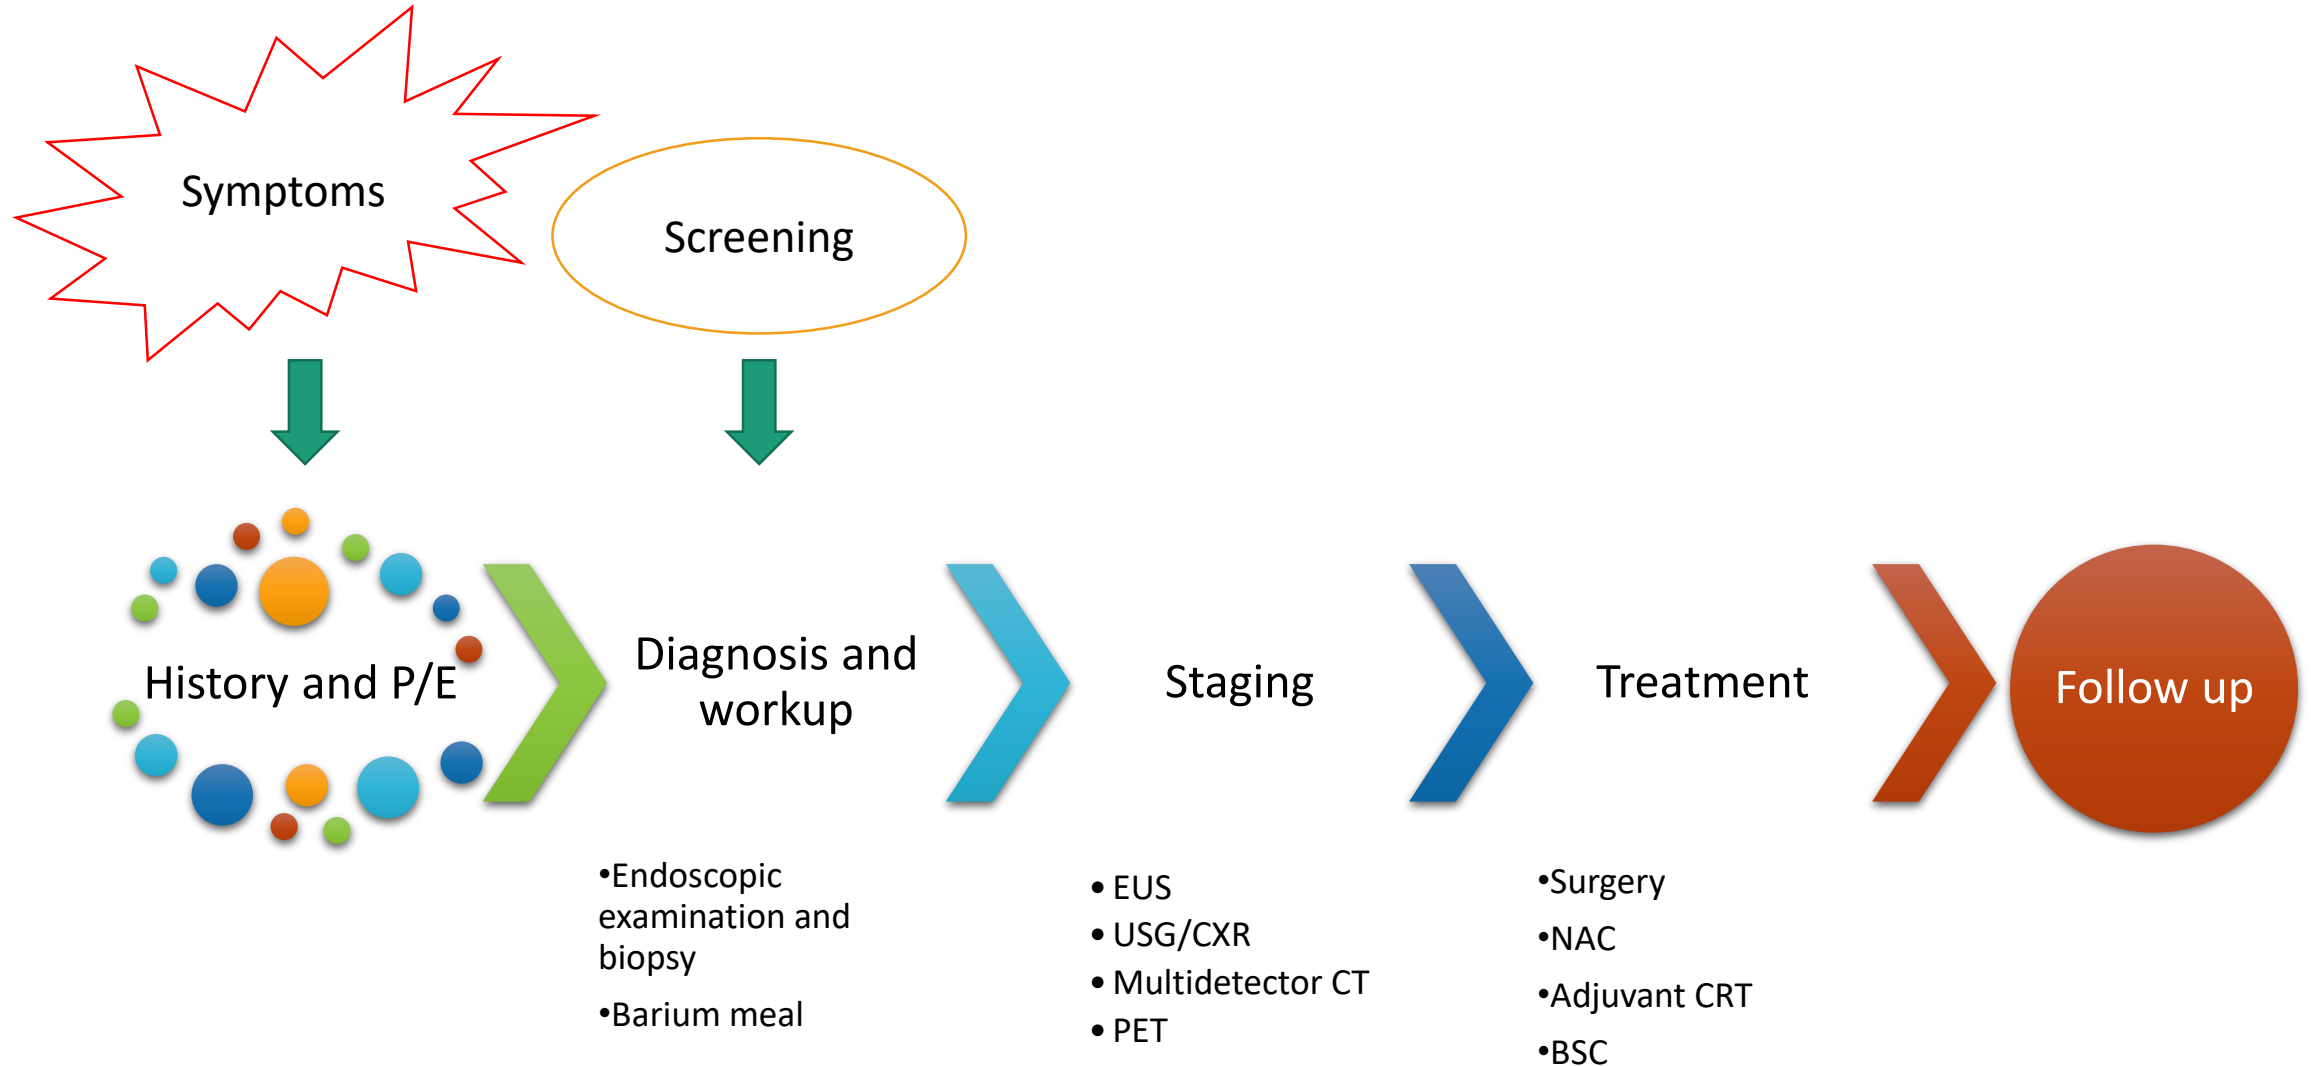 Symptoms
Screening
History and P/E
Diagnosis and
workup
Staging
Treatment
Follow up
•Endoscopic
examination and
biopsy
•Barium meal
• EUS
• USG/CXR
• Multidetector CT
• PET
•Surgery
•NAC
•Adjuvant CRT
•BSC